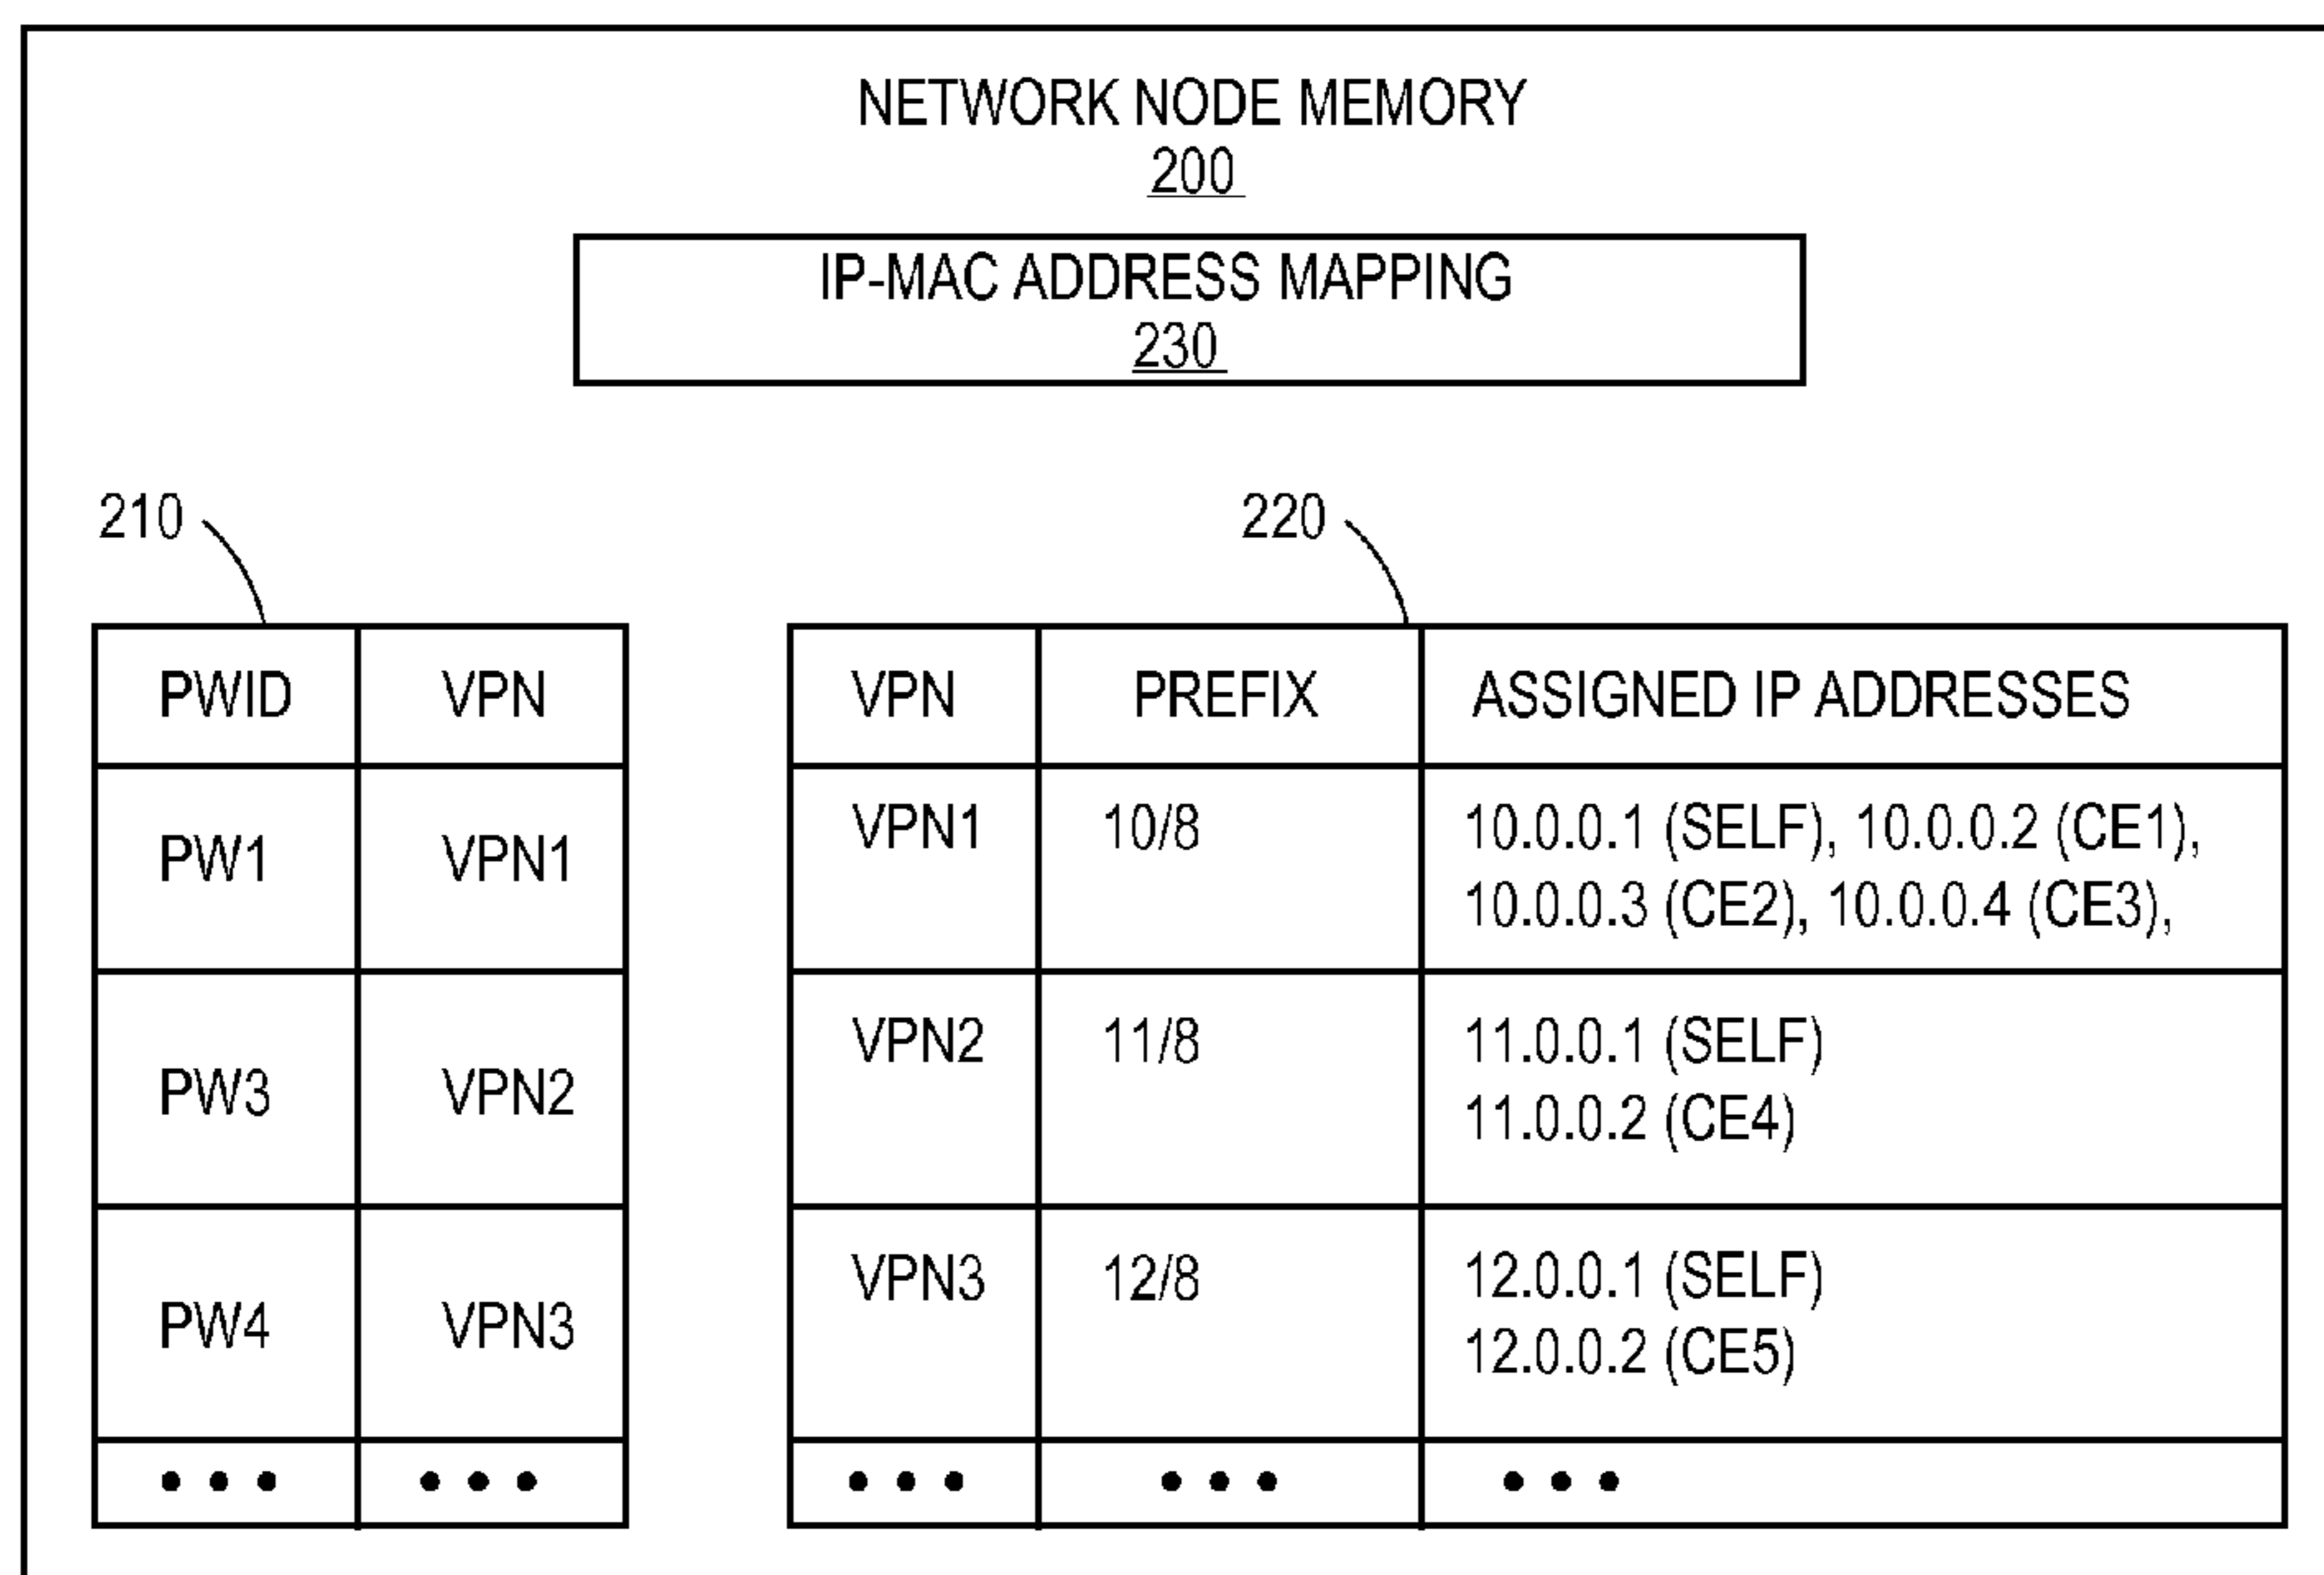 NETWORK NODE MEMORY
200
IP-MAC ADDRESS MAPPING
230
210
220
PWID VPN
PW1 VPN1
PW3 VPN2
PW4 VPN3
• • • • • •
VPN PREFIX ASSIGNED IP ADDRESSES
VPN1 10/8 10.0.0.1 (SELF), 10.0.0.2 (CE1),
10.0.0.3 (CE2), 10.0.0.4 (CE3),
VPN2 11/8 11.0.0.1 (SELF)
11.0.0.2 (CE4)
VPN3 12/8 12.0.0.1 (SELF)
12.0.0.2 (CE5)
• • • • • • • • •